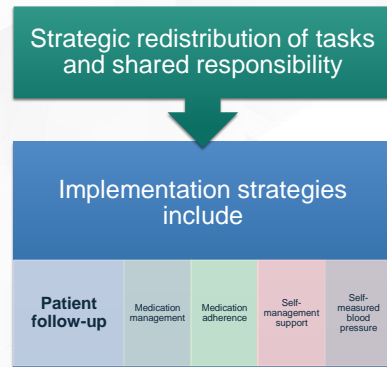 Strategic redistribution of tasks
and shared responsibility
Implementation strategies
include
Patient
follow-up
Medication
management
Medication
adherence
Self-
management
support
Self-
measured
blood
pressure